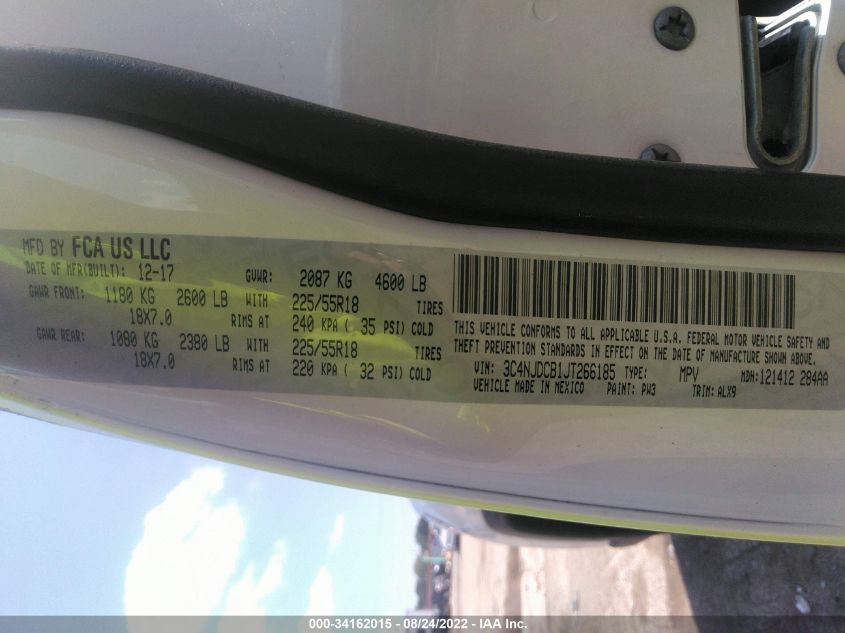 MFD BY FCA US LLC
DATE OF MFR(BUILT): 12-17 GVWR: 2087 KG 4600 LB
GAWR FRONT: 1180 KG 2600 LB WITH 225/55R18 TIRES
18X7.0 RIMS AT 240 KPA ( 35 PSI) COLD
GAWR REAR: 1080 KG 2380 LB WITH 225/55R18 TIRES
18X7.0 RIMS AT 220 KPA ( 32 PSI) COLD
THIS VEHICLE CONFORMS TO ALL APPLICABLE U.S.A. FEDERAL MOTOR VEHICLE SAFETY AND
THEFT PREVENTION STANDARDS IN EFFECT ON THE DATE OF MANUFACTURE SHOWN ABOVE.
VIN: 3C4NJDCB1JT266185 TYPE: MPV MDH:121412 284AA
VEHICLE MADE IN MEXICO PAINT: PW3 TRIM: ALX9
000-34162015 - 08/24/2022 - IAA Inc.